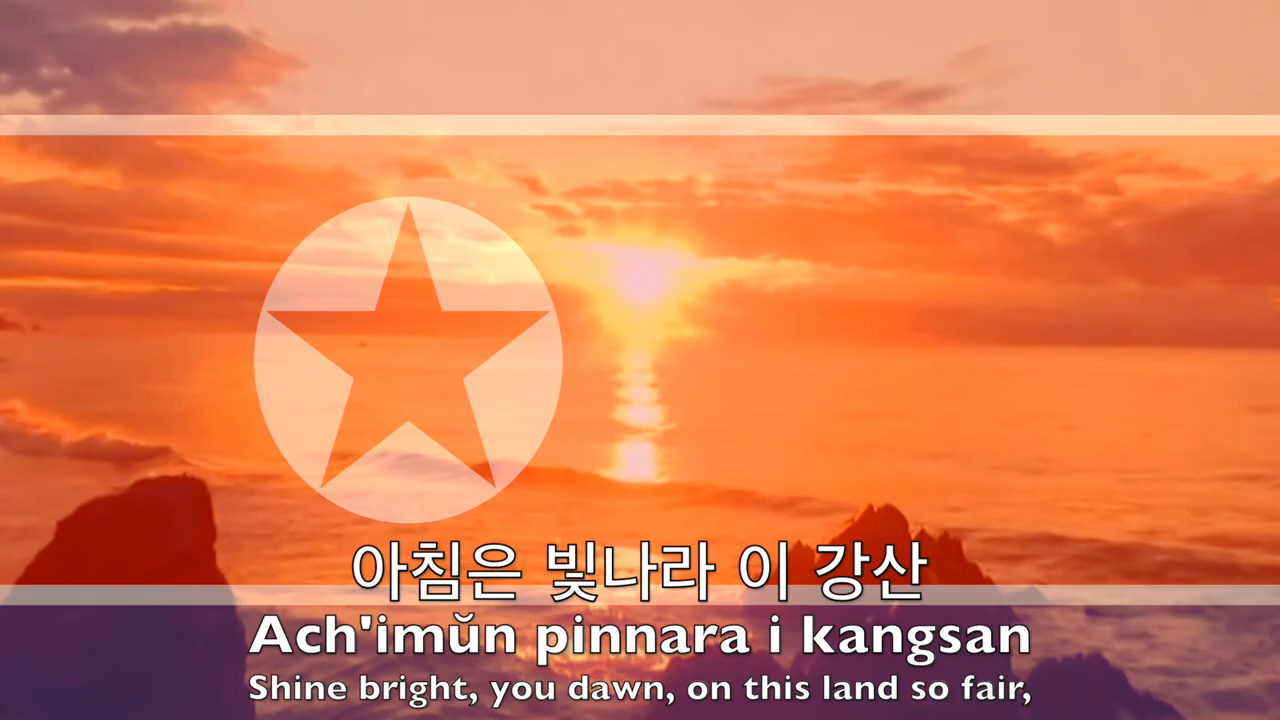 아침은 빛나라 이 강산
Ach'imŭn pinnara i kangsan
Shine bright, you dawn, on this land so fair,